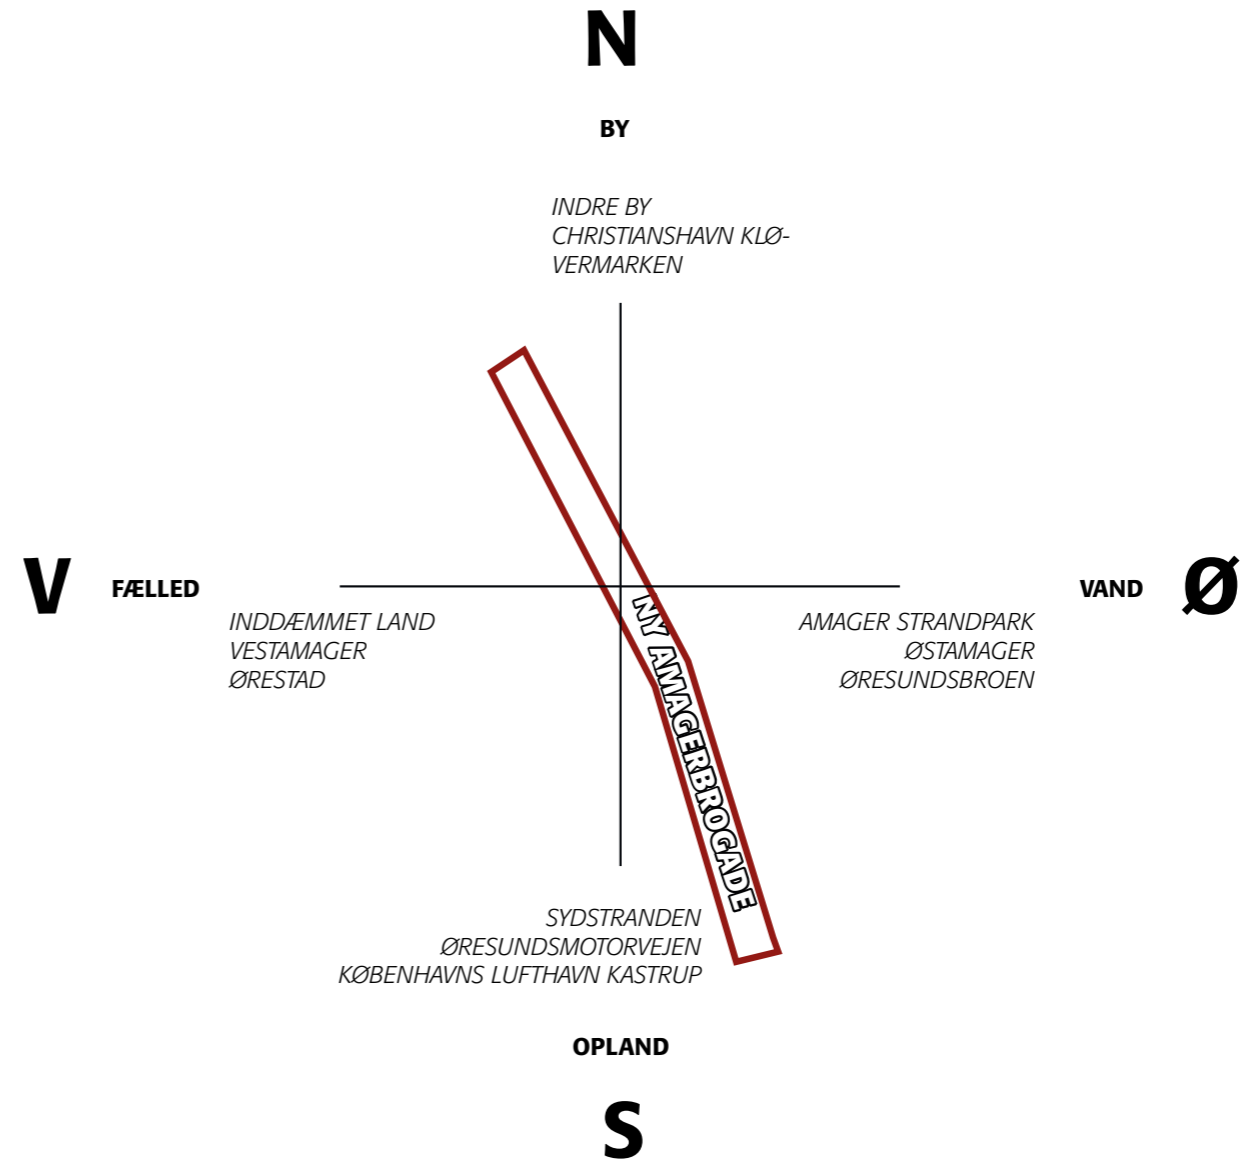 N
BY
INDRE BY
CHRISTIANSHAVN KLØ-
VERMARKEN
V
FÆLLED
INDDÆMMET LAND
VESTAMAGER
ØRESTAD
VAND
Ø
AMAGER STRANDPARK
ØSTAMAGER
ØRESUNDSBROEN
NY AMAGERBROGADE
SYDSTRANDEN
ØRESUNDSMOTORVEJEN
KØBENHAVNS LUFTHAVN KASTRUP
OPLAND
S